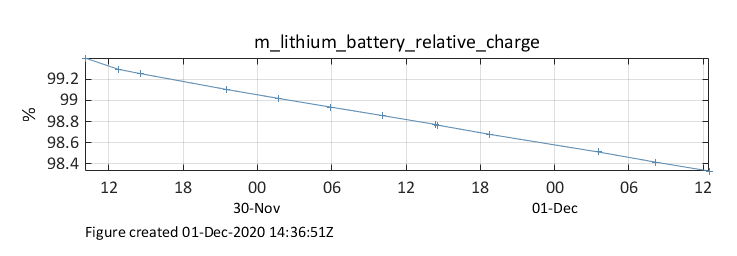 m_lithium_battery_relative_charge
99.2
99
98.8
98.6
98.4
%
12 18 00 06 12 18 00 06 12
30-Nov 01-Dec
Figure created 01-Dec-2020 14:36:51Z